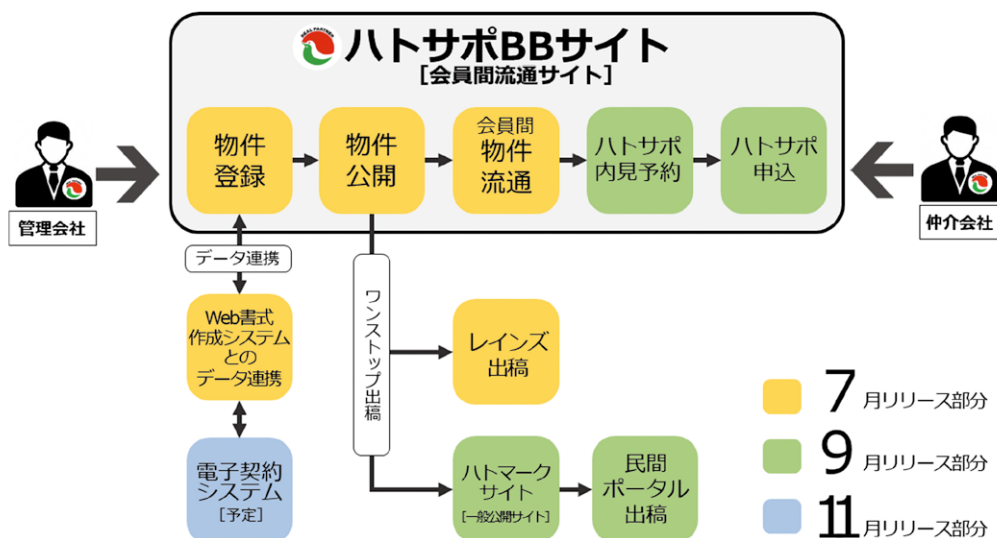 REAL PARTNER
ハトサポBBサイト
[会員間流通サイト]
物件
登録
物件
公開
会員間
物件
流通
ハトサポ
内見予約
ハトサポ
申込
管理会社
仲介会社
データ連携
ワンストップ出稿
Web書式
作成システム
との
データ連携
レインズ
出稿
電子契約
システム
[予定]
ハトマーク
サイト
[一般公開サイト]
民間
ポータル
出稿
7月リリース部分
9月リリース部分
11月リリース部分